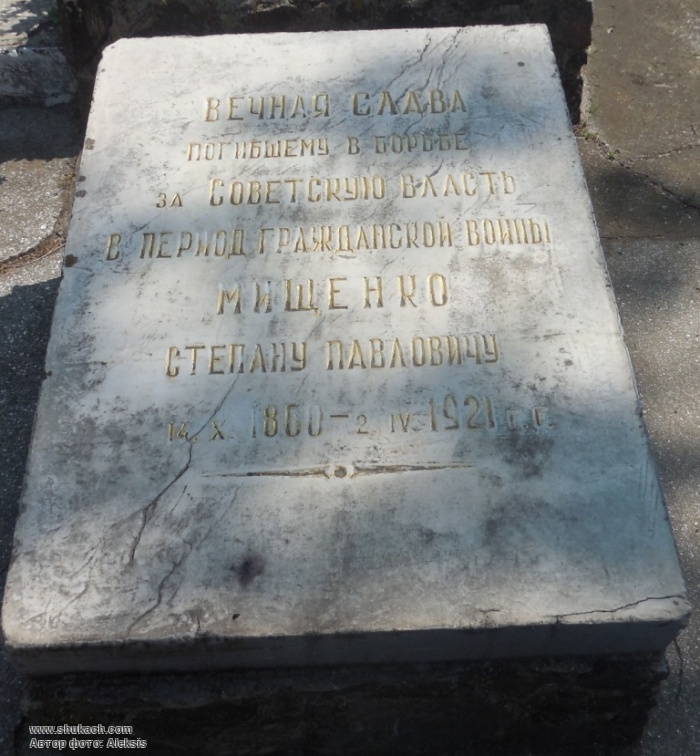 ВЕЧНАЯ СЛАВА
ПОГИБШЕМУ В БОРЬБЕ
ЗА СОВЕТСКУЮ ВЛАСТЬ
В ПЕРИОД ГРАЖДАНСКОЙ ВОЙНЫ
МИЩЕНКО
СТЕПАНУ ПАВЛОВИЧУ
14. X. 1860 – 2 IV. 1921 г.г.
www.shukach.com
Автор фото: Aleksis